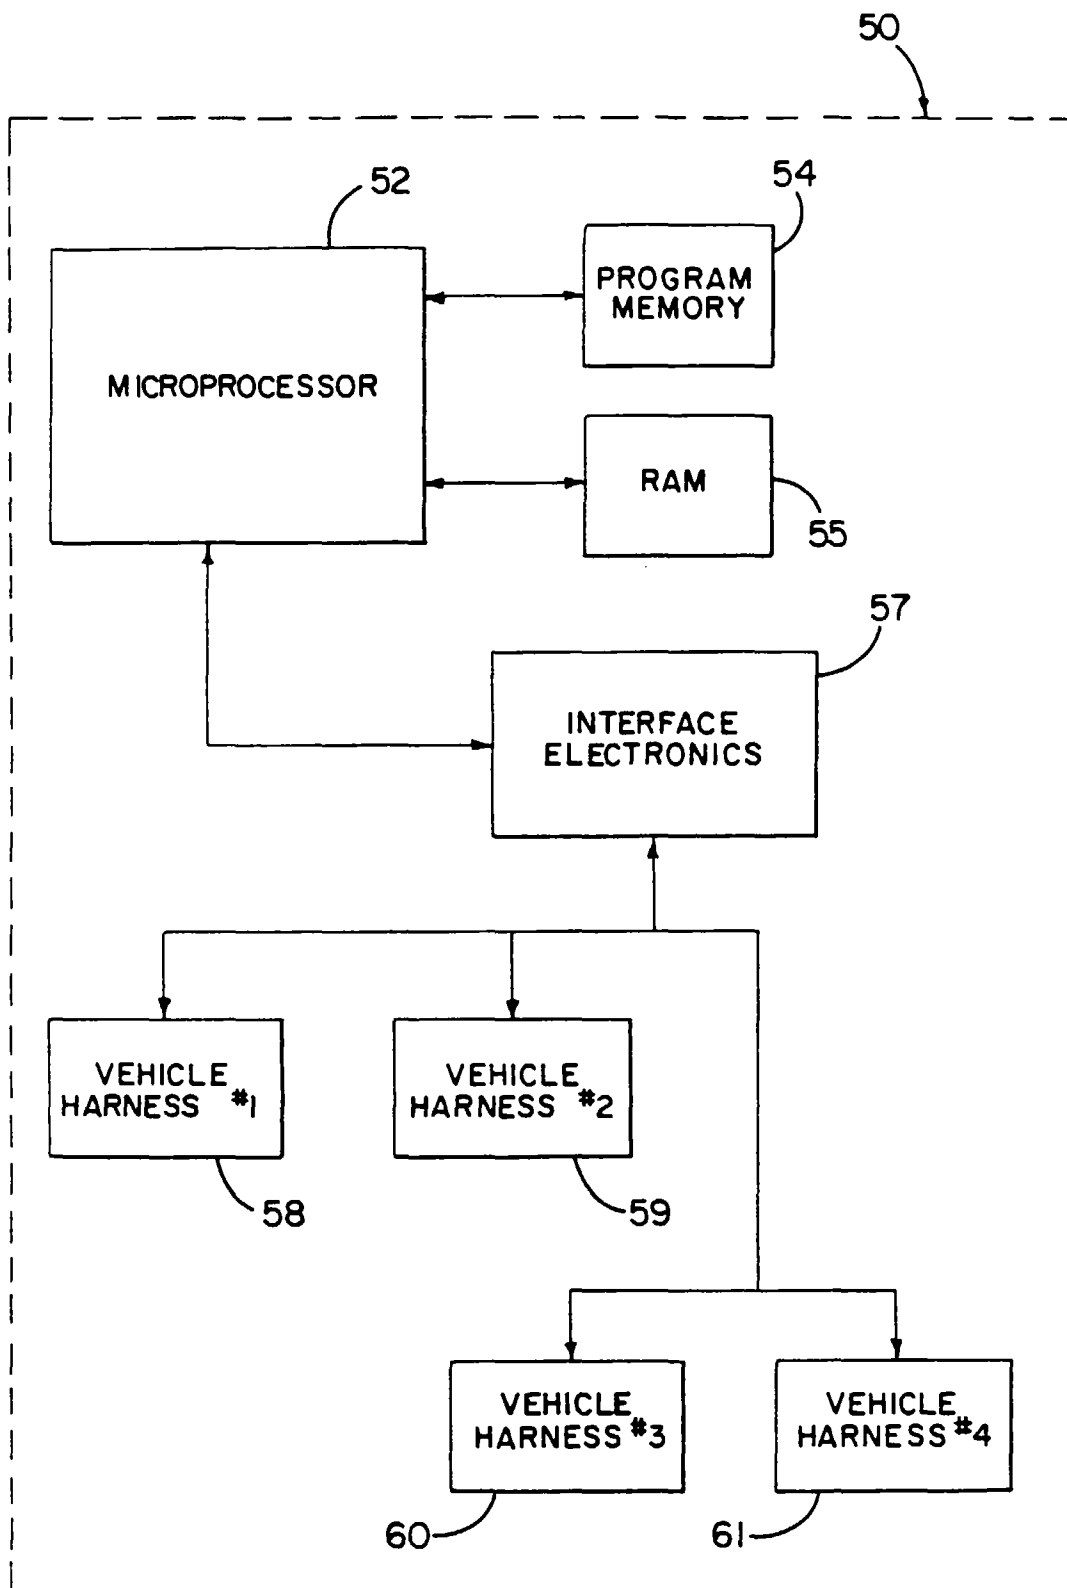 50
52
54
PROGRAM
MEMORY
MICROPROCESSOR
RAM
55
57
INTERFACE
ELECTRONICS
VEHICLE
HARNESS #1
VEHICLE
HARNESS #2
58
59
VEHICLE
HARNESS #3
VEHICLE
HARNESS #4
60
61